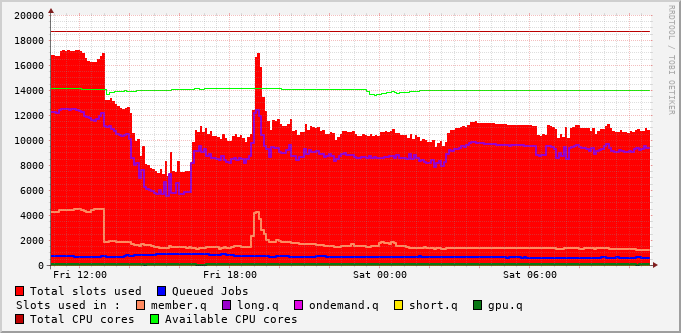 RRDTOOL / TOBI OETIKER
20000
18000
16000
14000
12000
10000
8000
6000
4000
2000
0
Fri 12:00 Fri 18:00 Sat 00:00 Sat 06:00
Total slots used Queued Jobs
Slots used in : member.q long.q ondemand.q short.q gpu.q
Total CPU cores Available CPU cores